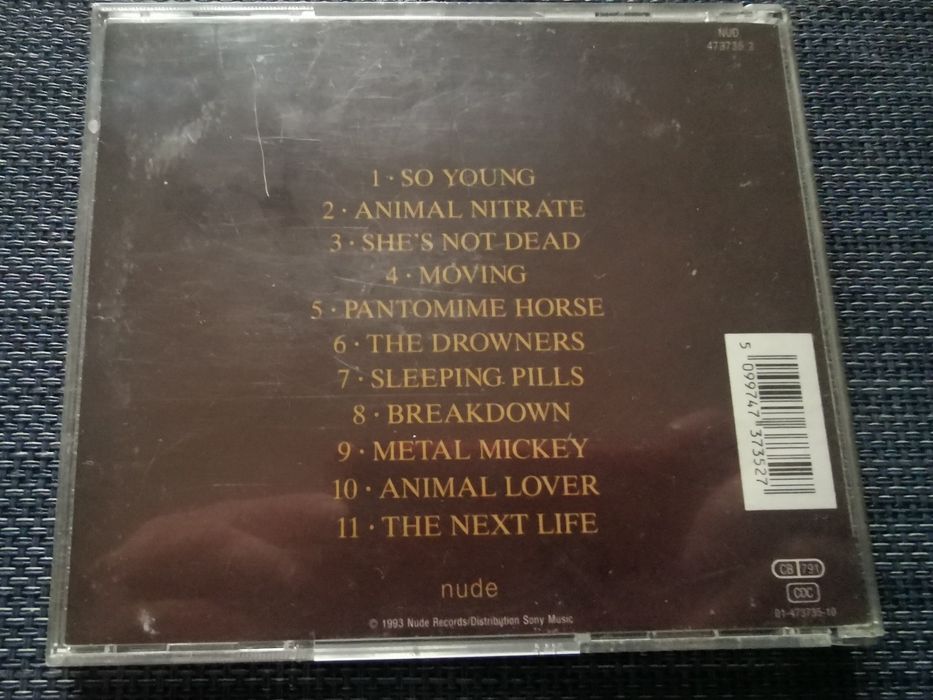 NUD
473735 2
1 · SO YOUNG
2 · ANIMAL NITRATE
3 · SHE'S NOT DEAD
4 · MOVING
5 · PANTOMIME HORSE
6 · THE DROWNERS
7 · SLEEPING PILLS
8 · BREAKDOWN
9 · METAL MICKEY
10 · ANIMAL LOVER
11 · THE NEXT LIFE
5 099747 373527
nude
© 1993 Nude Records/Distribution Sony Music
CB 791
CDC
01-473735-10